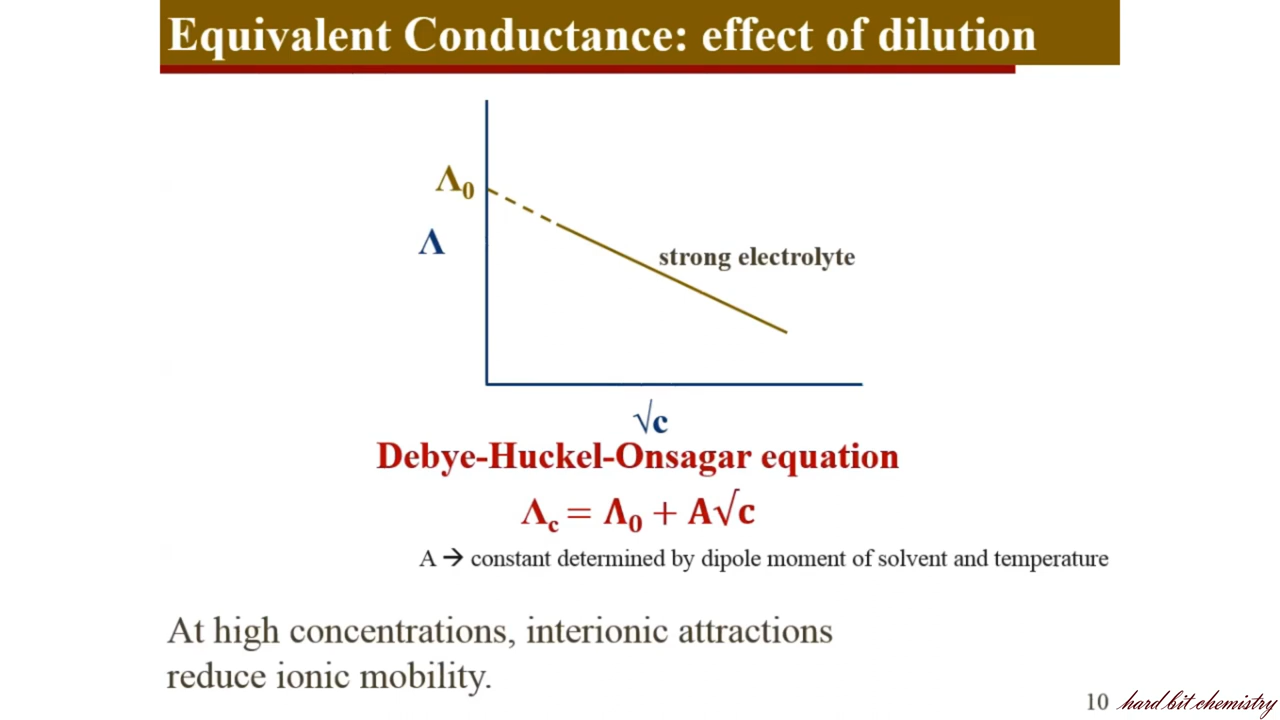 Equivalent Conductance: effect of dilution
Λ₀
Λ
strong electrolyte
√c
Debye-Huckel-Onsagar equation
Λc = Λ₀ + A√c
A → constant determined by dipole moment of solvent and temperature
At high concentrations, interionic attractions
reduce ionic mobility.
10
hard bit chemistry